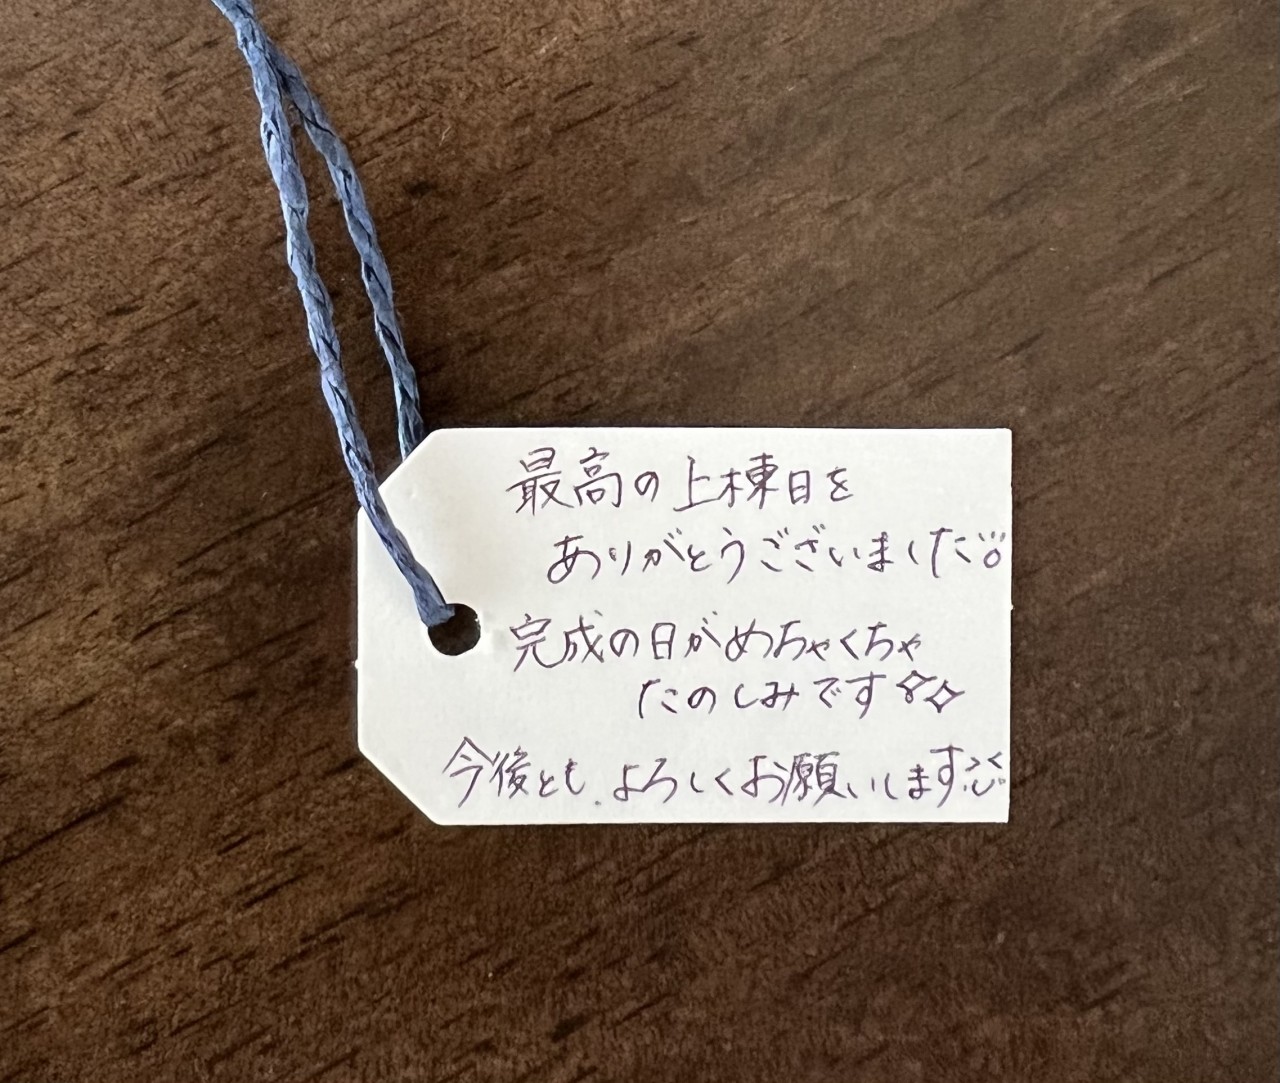 最高の上棟日を
ありがとうございました
完成の日がめちゃくちゃ
たのしみです✧✧
今後とも よろしくお願いします